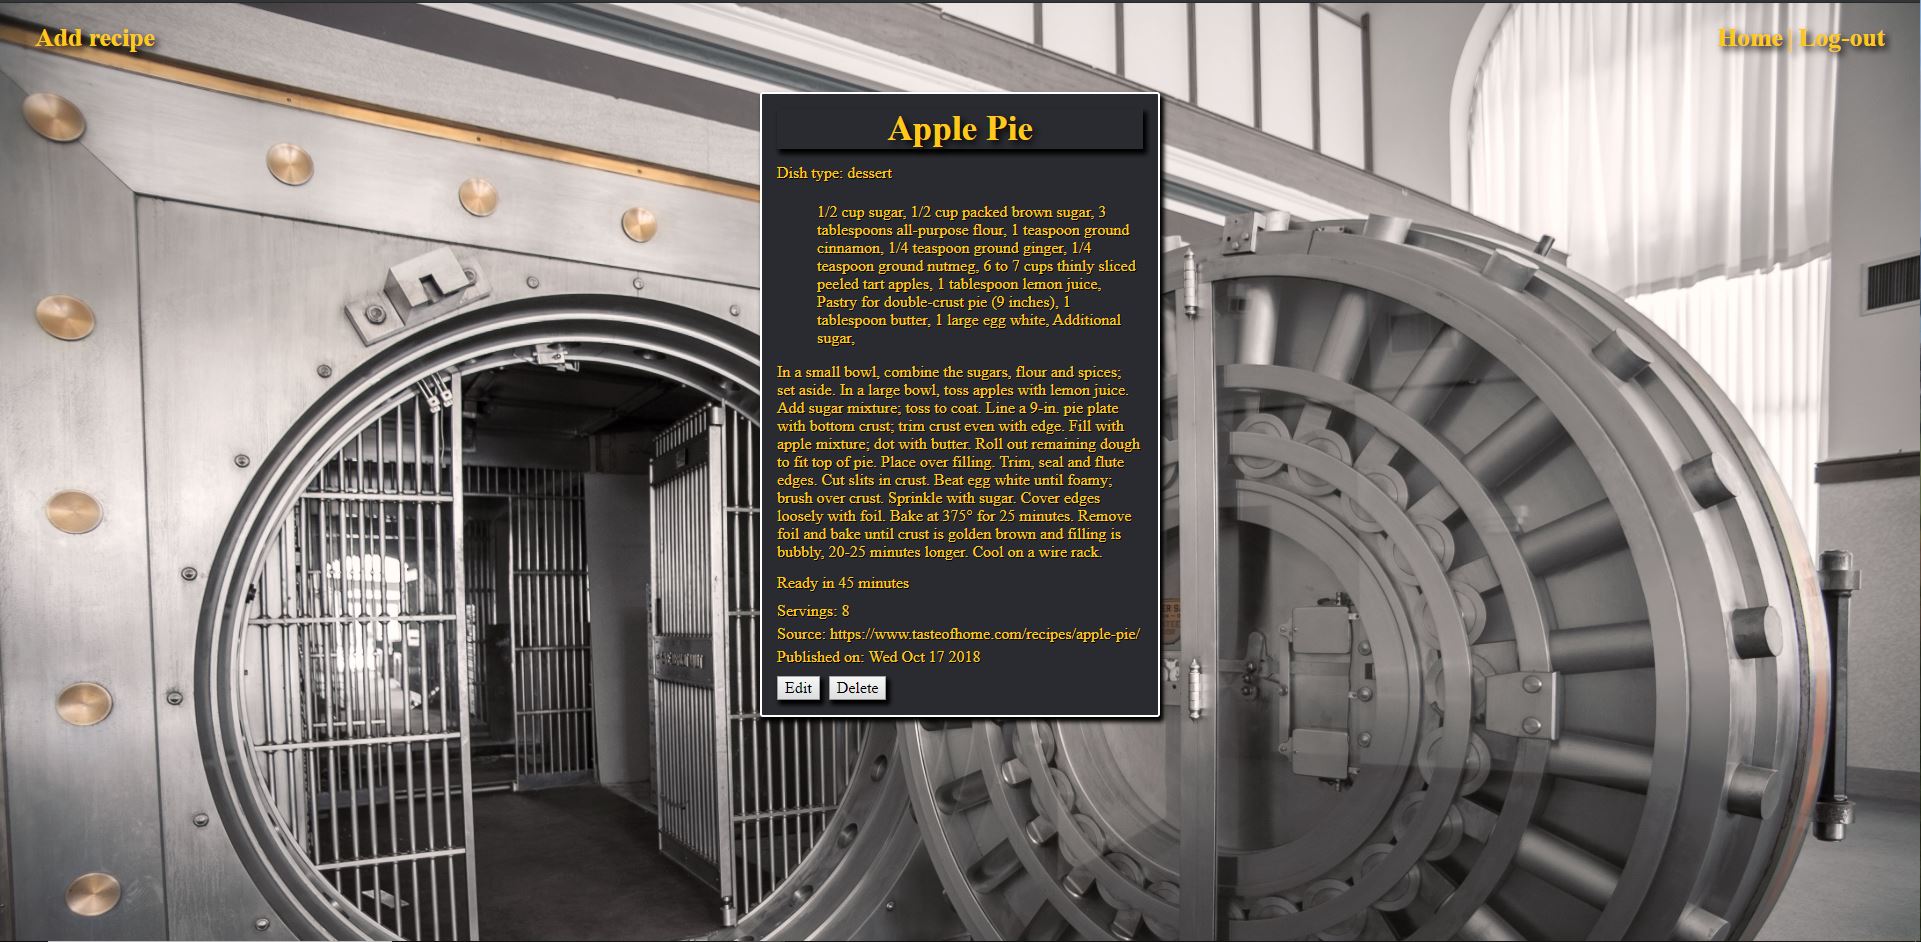 Add recipe
Home | Log-out
Apple Pie
Dish type: dessert
1/2 cup sugar, 1/2 cup packed brown sugar, 3
tablespoons all-purpose flour, 1 teaspoon ground
cinnamon, 1/4 teaspoon ground ginger, 1/4
teaspoon ground nutmeg, 6 to 7 cups thinly sliced
peeled tart apples, 1 tablespoon lemon juice,
Pastry for double-crust pie (9 inches), 1
tablespoon butter, 1 large egg white, Additional
sugar,
In a small bowl, combine the sugars, flour and spices;
set aside. In a large bowl, toss apples with lemon juice.
Add sugar mixture; toss to coat. Line a 9-in. pie plate
with bottom crust; trim crust even with edge. Fill with
apple mixture; dot with butter. Roll out remaining dough
to fit top of pie. Place over filling. Trim, seal and flute
edges. Cut slits in crust. Beat egg white until foamy;
brush over crust. Sprinkle with sugar. Cover edges
loosely with foil. Bake at 375° for 25 minutes. Remove
foil and bake until crust is golden brown and filling is
bubbly, 20-25 minutes longer. Cool on a wire rack.
Ready in 45 minutes
Servings: 8
Source: https://www.tasteofhome.com/recipes/apple-pie/
Published on: Wed Oct 17 2018
Edit Delete